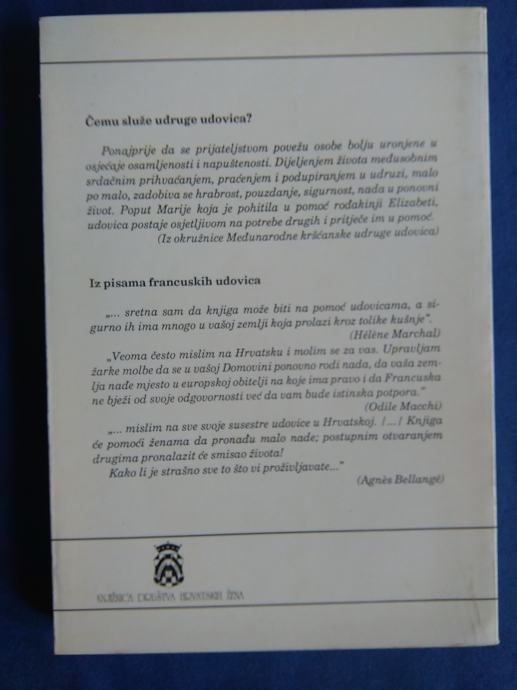 Čemu služe udruge udovica?
Ponajprije da se prijateljstvom povežu osobe bolju uronjene u
osjećaje osamljenosti i napuštenosti. Dijeljenjem života međusobnim
srdačnim prihvaćanjem, praćenjem i podupiranjem u udruzi, malo
po malo, zadobiva se hrabrost, pouzdanje, sigurnost, nada u ponovni
život. Poput Marije koja je pohitila u pomoć rođakinji Elizabeti,
udovica postaje osjetljivom na potrebe drugih i pritječe im u pomoć.
(Iz okružnice Međunarodne kršćanske udruge udovica)
Iz pisama francuskih udovica
„... sretna sam da knjiga može biti na pomoć udovicama, a si-
gurno ih ima mnogo u vašoj zemlji koja prolazi kroz tolike kušnje".
(Hélène Marchal)
„Veoma često mislim na Hrvatsku i molim se za vas. Upravljam
žarke molbe da se u vašoj Domovini ponovno rodi nada, da vaša zem-
lja nađe mjesto u europskoj obitelji na koje ima pravo i da Francuska
ne bježi od svoje odgovornosti već da vam bude istinska potpora."
(Odile Macchi)
„... mislim na sve svoje susestre udovice u Hrvatskoj. /.../ Knjiga
će pomoći ženama da pronađu malo nade; postupnim otvaranjem
drugima pronalazit će smisao života!
Kako li je strašno sve to što vi proživljavate..."
(Agnès Bellangé)
KNJIŽNICA DRUŠTVA HRVATSKIH ŽENA